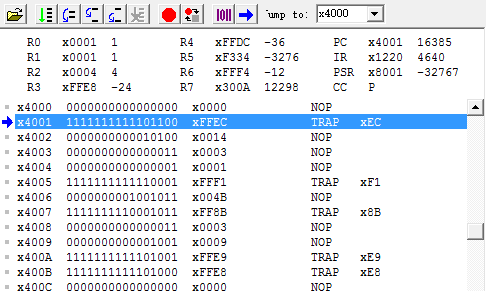 Jump to: x4000
R0 x0001 1 R4 xFFDC -36 PC x4001 16385
R1 x0001 1 R5 xF334 -3276 IR x1220 4640
R2 x0004 4 R6 xFFF4 -12 PSR x8001 -32767
R3 xFFE8 -24 R7 x300A 12298 CC P
x4000 0000000000000000 x0000 NOP
x4001 1111111111101100 xFFEC TRAP xEC
x4002 0000000000010100 x0014 NOP
x4003 0000000000000011 x0003 NOP
x4004 0000000000000001 x0001 NOP
x4005 1111111111110001 xFFF1 TRAP xF1
x4006 0000000001001011 x004B NOP
x4007 1111111110001011 xFF8B TRAP x8B
x4008 0000000000000011 x0003 NOP
x4009 0000000000001001 x0009 NOP
x400A 1111111111101001 xFFE9 TRAP xE9
x400B 1111111111101000 xFFE8 TRAP xE8
x400C 0000000000000000 x0000 NOP